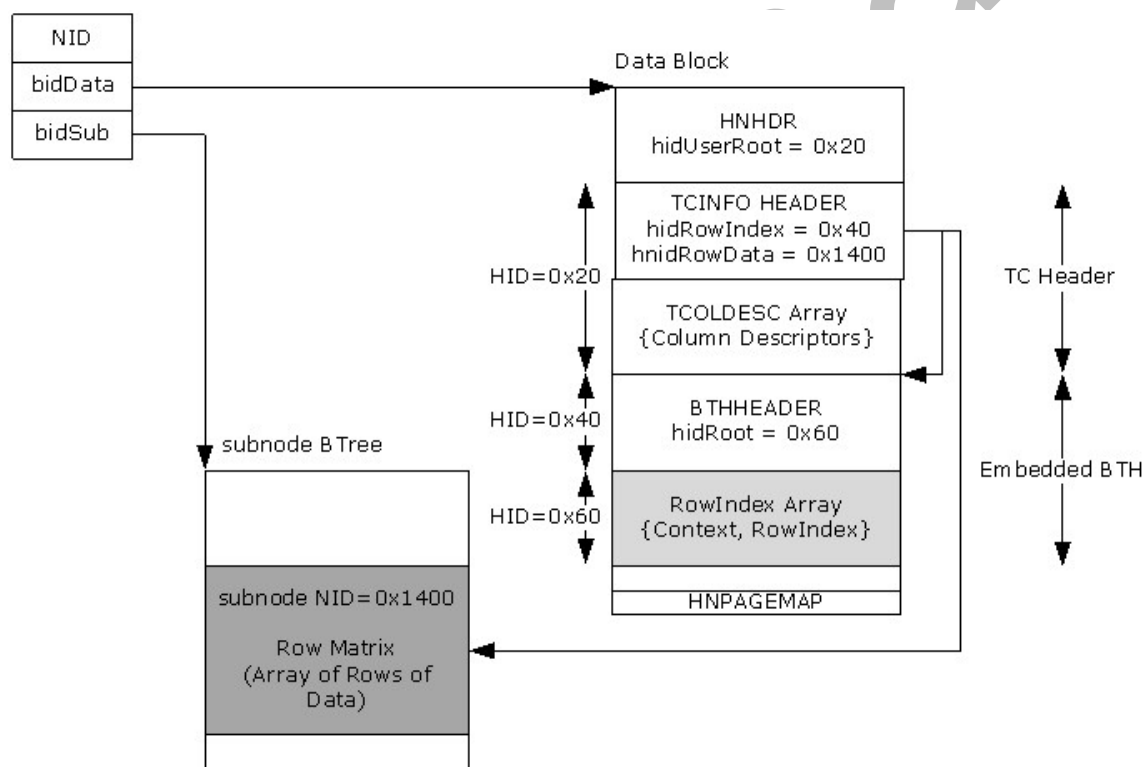 NID
bidData
bidSub
Data Block
HNHDR
hidUserRoot = 0x20
TCINFO HEADER
hidRowIndex = 0x40
hnidRowData = 0x1400
HID=0x20
TC Header
TCOLDESC Array
{Column Descriptors}
BTHHEADER
hidRoot = 0x60
HID=0x40
Embedded BTH
RowIndex Array
{Context, RowIndex}
HID=0x60
HNPAGEMAP
subnode BTree
subnode NID=0x1400
Row Matrix
(Array of Rows of
Data)